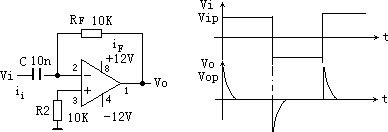 RF 10K
iF
C 10n
+12V
Vi
ii
2
8
−
+
3
4
1
Vo
R2
10K
−12V
Vi
Vip
t
Vo
Vop
t